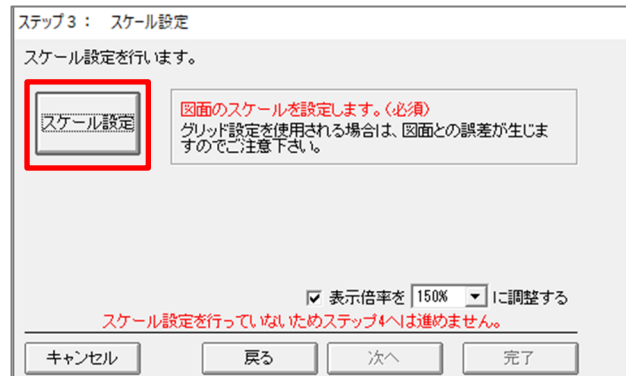 ステップ3： スケール設定
スケール設定を行います。
スケール設定
図面のスケールを設定します。(必須)
グリッド設定を使用される場合は、図面との誤差が生じま
すのでご注意下さい。
表示倍率を 150% に調整する
スケール設定を行っていないためステップ4へは進めません。
キャンセル 戻る 次へ 完了